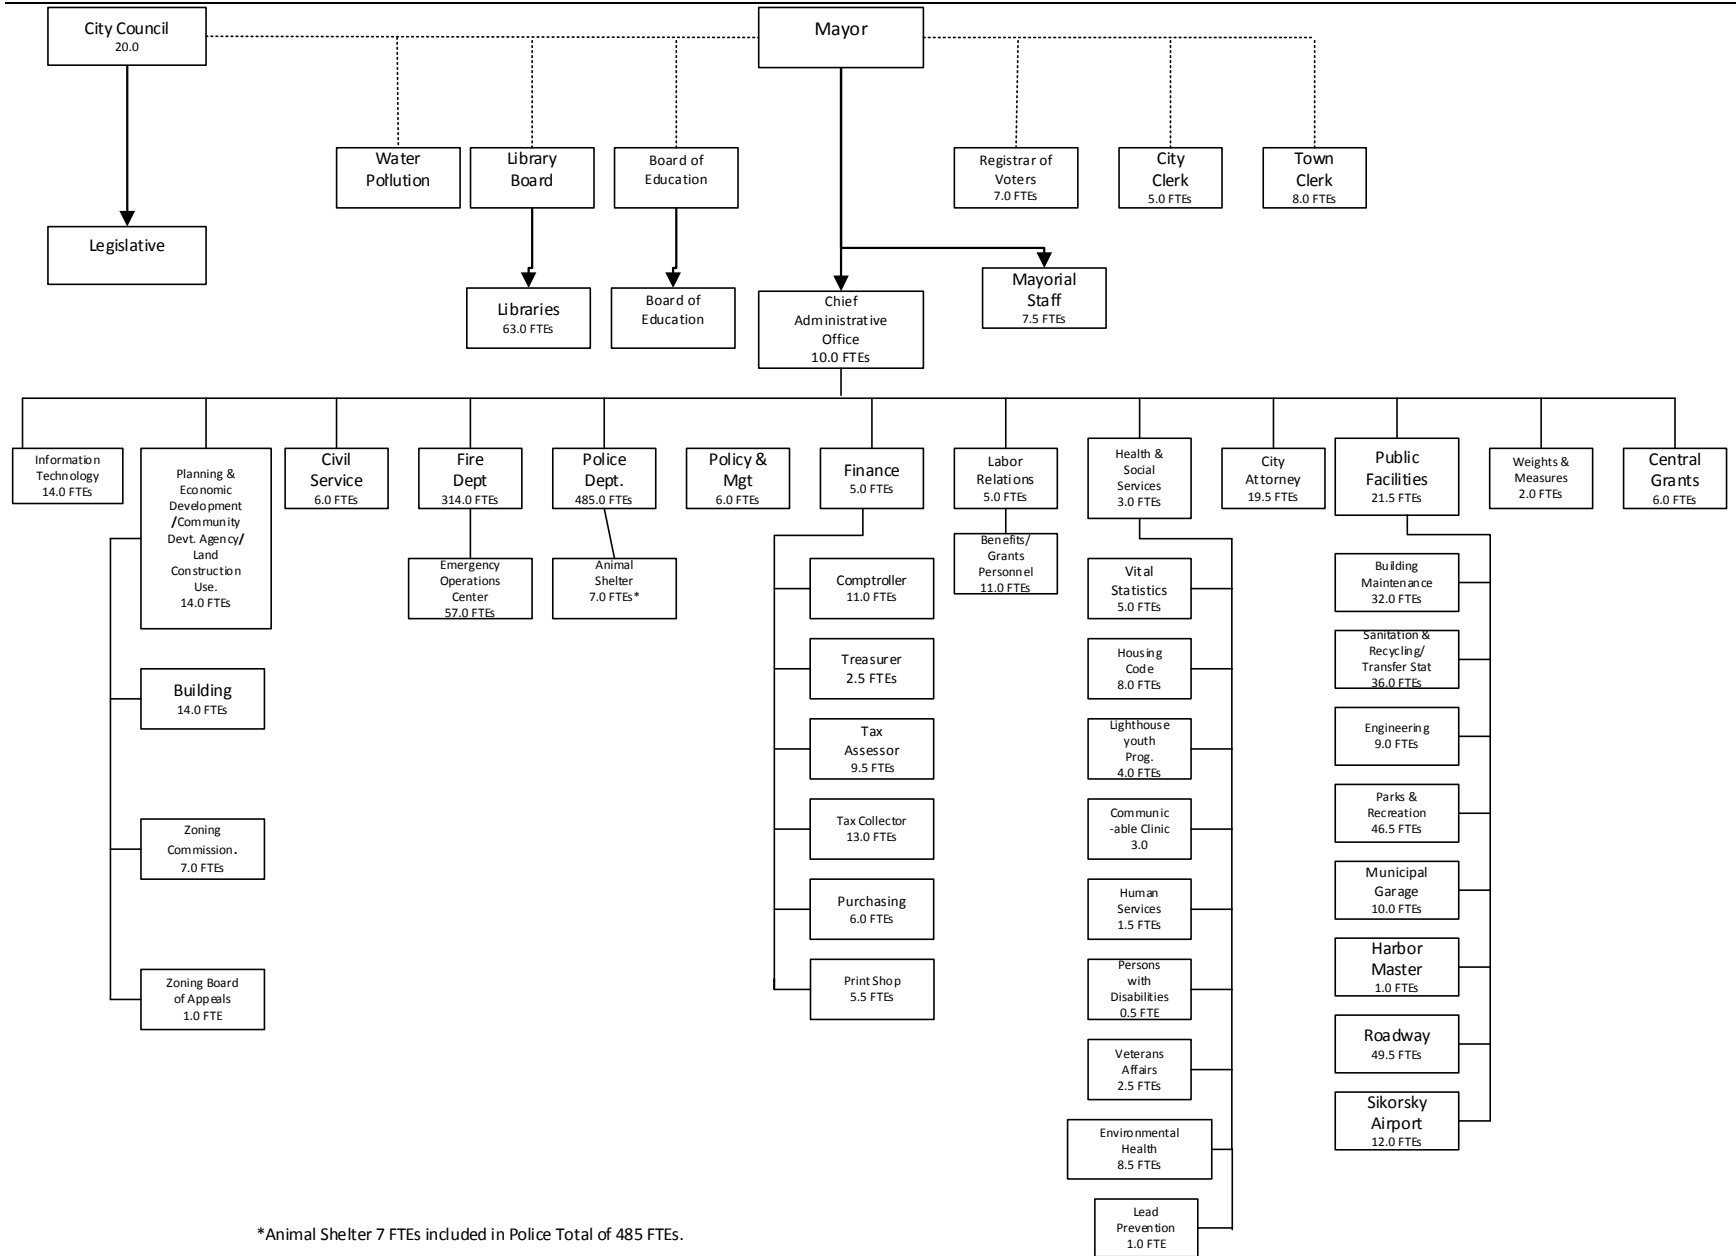 City Council
20.0
Mayor
Water
Pollution
Library
Board
Board of
Education
Registrar of
Voters
7.0 FTEs
City
Clerk
5.0 FTEs
Town
Clerk
8.0 FTEs
Legislative
Libraries
63.0 FTEs
Board of
Education
Chief
Administrative
Office
10.0 FTEs
Mayorial
Staff
7.5 FTEs
Information
Technology
14.0 FTEs
Planning &
Economic
Development
/Community
Devt. Agency/
Land
Construction
Use.
14.0 FTEs
Civil
Service
6.0 FTEs
Fire
Dept
314.0 FTEs
Police
Dept.
485.0 FTEs
Policy &
Mgt
6.0 FTEs
Finance
5.0 FTEs
Labor
Relations
5.0 FTEs
Health &
Social
Services
3.0 FTEs
City
Attorney
19.5 FTEs
Public
Facilities
21.5 FTEs
Weights &
Measures
2.0 FTEs
Central
Grants
6.0 FTEs
Building
14.0 FTEs
Zoning
Commission.
7.0 FTEs
Zoning Board
of Appeals
1.0 FTE
Emergency
Operations
Center
57.0 FTEs
Animal
Shelter
7.0 FTEs*
Comptroller
11.0 FTEs
Treasurer
2.5 FTEs
Tax
Assessor
9.5 FTEs
Tax Collector
13.0 FTEs
Purchasing
6.0 FTEs
Print Shop
5.5 FTEs
Benefits/
Grants
Personnel
11.0 FTEs
Vital
Statistics
5.0 FTEs
Housing
Code
8.0 FTEs
Lighthouse
youth
Prog.
4.0 FTEs
Communic
-able Clinic
3.0
Human
Services
1.5 FTEs
Persons
with
Disabilities
0.5 FTE
Veterans
Affairs
2.5 FTEs
Environmental
Health
8.5 FTEs
Lead
Prevention
1.0 FTE
Building
Maintenance
32.0 FTEs
Sanitation &
Recycling/
Transfer Stat
36.0 FTEs
Engineering
9.0 FTEs
Parks &
Recreation
46.5 FTEs
Municipal
Garage
10.0 FTEs
Harbor
Master
1.0 FTEs
Roadway
49.5 FTEs
Sikorsky
Airport
12.0 FTEs
*Animal Shelter 7 FTEs included in Police Total of 485 FTEs.